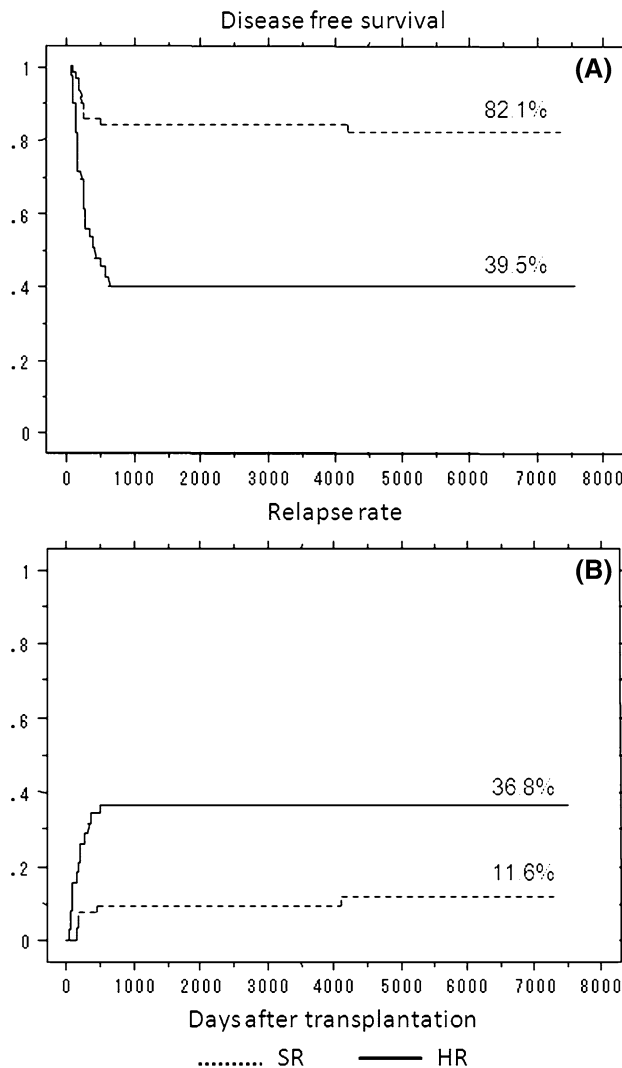 Disease free survival
(A)
1
.8
.6
.4
.2
0
82.1%
39.5%
0 1000 2000 3000 4000 5000 6000 7000 8000
Relapse rate
(B)
1
.8
.6
.4
.2
0
36.8%
11.6%
0 1000 2000 3000 4000 5000 6000 7000 8000
Days after transplantation
SR HR